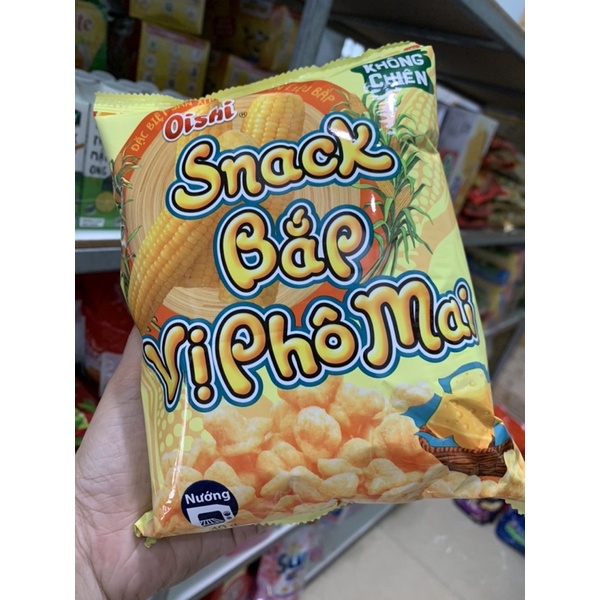 KHÔNG
CHIÊN
Oishi
Snack
Bắp
Vị Phô Mai
Nướng